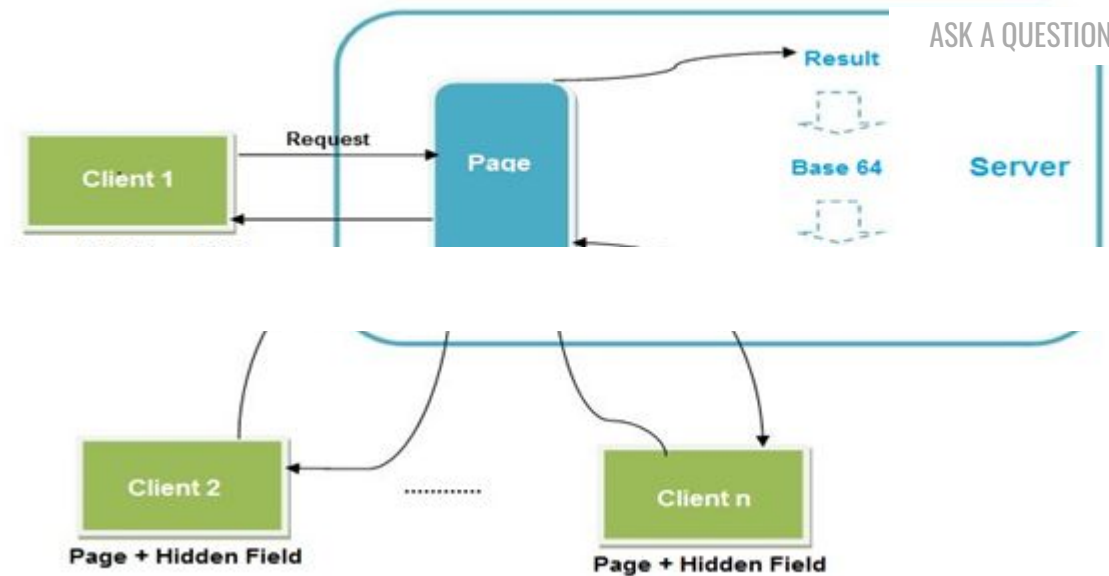 ASK A QUESTION
Result
Request
Client 1
Page
Base 64
Server
Client 2
............
Client n
Page + Hidden Field
Page + Hidden Field